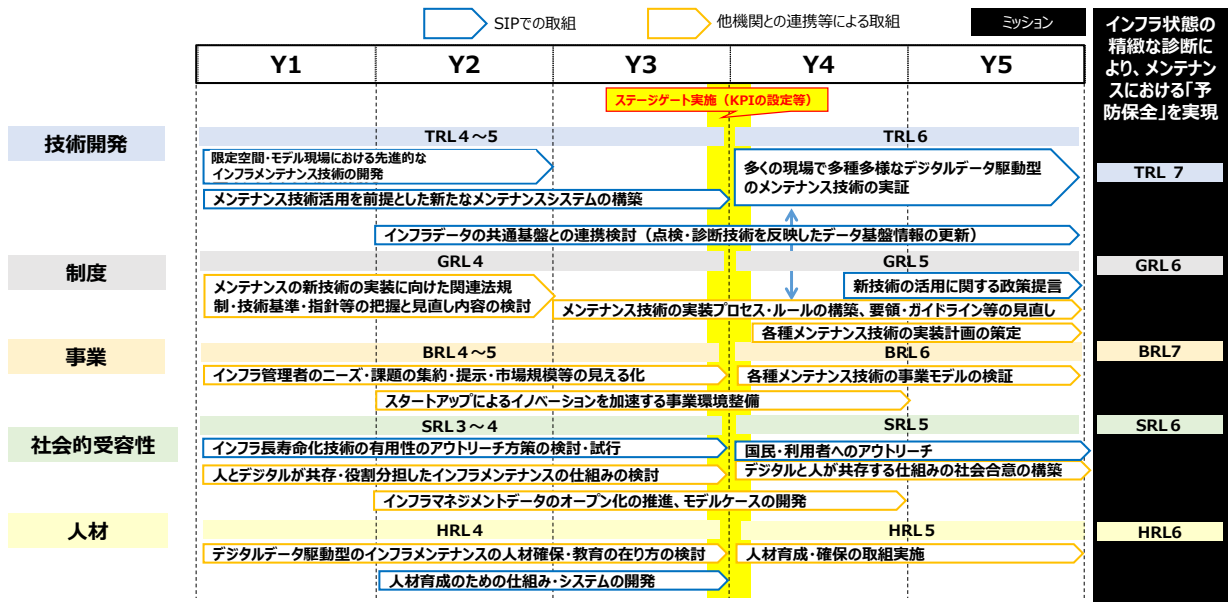 SIPでの取組
他機関との連携等による取組
ミッション
インフラ状態の
精緻な診断に
より、メンテナ
ンスにおける「予
防保全」を実現
Y1
Y2
Y3
Y4
Y5
ステージゲート実施（KPIの設定等）
技術開発
TRL４～5
TRL６
TRL 7
限定空間・モデル現場における先進的な
インフラメンテナンス技術の開発
多くの現場で多種多様なデジタルデータ駆動型
のメンテナンス技術の実証
メンテナンス技術活用を前提とした新たなメンテナンスシステムの構築
インフラデータの共通基盤との連携検討（点検・診断技術を反映したデータ基盤情報の更新）
制度
GRL４
GRL５
GRL６
メンテナンスの新技術の実装に向けた関連法規
制・技術基準・指針等の把握と見直し内容の検討
新技術の活用に関する政策提言
メンテナンス技術の実装プロセス・ルールの構築、要領・ガイドライン等の見直し
各種メンテナンス技術の実装計画の策定
事業
BRL４～5
BRL６
BRL7
インフラ管理者のニーズ・課題の集約・提示・市場規模等の見える化
各種メンテナンス技術の事業モデルの検証
スタートアップによるイノベーションを加速する事業環境整備
社会的受容性
SRL３～４
SRL５
SRL６
インフラ長寿命化技術の有用性のアウトリーチ方策の検討・試行
国民・利用者へのアウトリーチ
人とデジタルが共存・役割分担したインフラメンテナンスの仕組みの検討
デジタルと人が共存する仕組みの社会合意の構築
インフラマネジメントデータのオープン化の推進、モデルケースの開発
人材
HRL４
HRL５
HRL6
デジタルデータ駆動型のインフラメンテナンスの人材確保・教育の在り方の検討
人材育成・確保の取組実施
人材育成のための仕組み・システムの開発